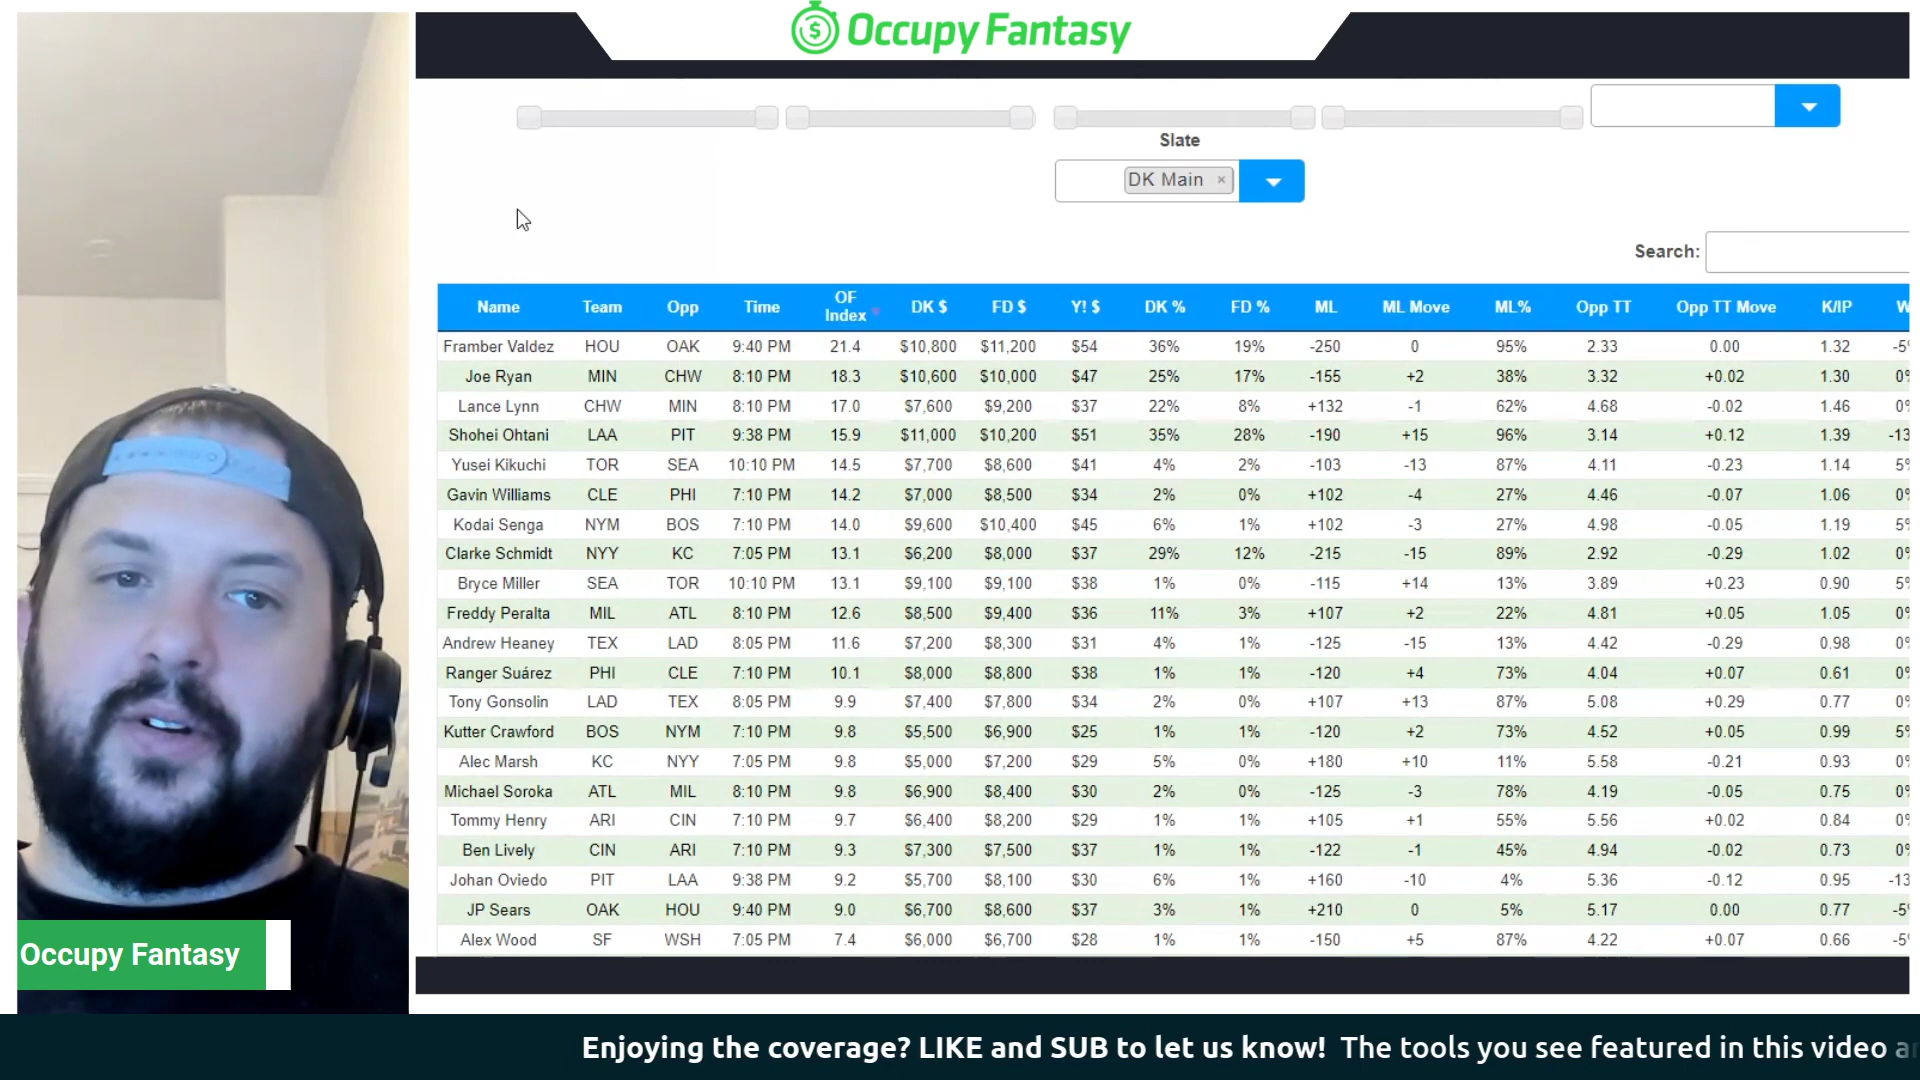 Occupy Fantasy
Slate
DK Main ×
Search:
Name Team Opp Time OF Index DK $ FD $ Y! $ DK % FD % ML ML Move ML% Opp TT Opp TT Move K/IP
Framber Valdez HOU OAK 9:40 PM 21.4 $10,800 $11,200 $54 36% 19% -250 0 95% 2.33 0.00 1.32 -5%
Joe Ryan MIN CHW 8:10 PM 18.3 $10,600 $10,000 $47 25% 17% -155 +2 38% 3.32 +0.02 1.30 0%
Lance Lynn CHW MIN 8:10 PM 17.0 $7,600 $9,200 $37 22% 8% +132 -1 62% 4.68 -0.02 1.46 0%
Shohei Ohtani LAA PIT 9:38 PM 15.9 $11,000 $10,200 $51 35% 28% -190 +15 96% 3.14 +0.12 1.39 -13
Yusei Kikuchi TOR SEA 10:10 PM 14.5 $7,700 $8,600 $41 4% 2% -103 -13 87% 4.11 -0.23 1.14 5%
Gavin Williams CLE PHI 7:10 PM 14.2 $7,000 $8,500 $34 2% 0% +102 -4 27% 4.46 -0.07 1.06 0%
Kodai Senga NYM BOS 7:10 PM 14.0 $9,600 $10,400 $45 6% 1% +102 -3 27% 4.98 -0.05 1.19 5%
Clarke Schmidt NYY KC 7:05 PM 13.1 $6,200 $8,000 $37 29% 12% -215 -15 89% 2.92 -0.29 1.02 0%
Bryce Miller SEA TOR 10:10 PM 13.1 $9,100 $9,100 $38 1% 0% -115 +14 13% 3.89 +0.23 0.90 5%
Freddy Peralta MIL ATL 8:10 PM 12.6 $8,500 $9,400 $36 11% 3% +107 +2 22% 4.81 +0.05 1.05 0%
Andrew Heaney TEX LAD 8:05 PM 11.6 $7,200 $8,300 $31 4% 1% -125 -15 13% 4.42 -0.29 0.98 0%
Ranger Suárez PHI CLE 7:10 PM 10.1 $8,000 $8,800 $38 1% 1% -120 +4 73% 4.04 +0.07 0.61 0%
Tony Gonsolin LAD TEX 8:05 PM 9.9 $7,400 $7,800 $34 2% 0% +107 +13 87% 5.08 +0.29 0.77 0%
Kutter Crawford BOS NYM 7:10 PM 9.8 $5,500 $6,900 $25 1% 1% -120 +2 73% 4.52 +0.05 0.99 5%
Alec Marsh KC NYY 7:05 PM 9.8 $5,000 $7,200 $29 5% 0% +180 +10 11% 5.58 -0.21 0.93 0%
Michael Soroka ATL MIL 8:10 PM 9.8 $6,900 $8,400 $30 2% 0% -125 -3 78% 4.19 -0.05 0.75 0%
Tommy Henry ARI CIN 7:10 PM 9.7 $6,400 $8,200 $29 1% 1% +105 +1 55% 5.56 +0.02 0.84 0%
Ben Lively CIN ARI 7:10 PM 9.3 $7,300 $7,500 $37 1% 1% -122 -1 45% 4.94 -0.02 0.73 0%
Johan Oviedo PIT LAA 9:38 PM 9.2 $5,700 $8,100 $30 6% 1% +160 -10 4% 5.36 -0.12 0.95 -13
JP Sears OAK HOU 9:40 PM 9.0 $6,700 $8,600 $37 3% 1% +210 0 5% 5.17 0.00 0.77 -5%
Alex Wood SF WSH 7:05 PM 7.4 $6,000 $6,700 $28 1% 1% -150 +5 87% 4.22 +0.07 0.66 -5%
Occupy Fantasy
Enjoying the coverage? LIKE and SUB to let us know! The tools you see featured in this video